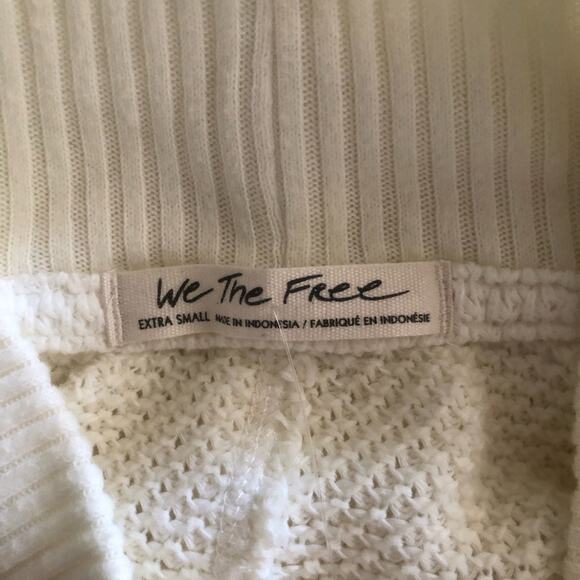 We The Free
EXTRA SMALL MADE IN INDONESIA / FABRIQUÉ EN INDONÉSIE